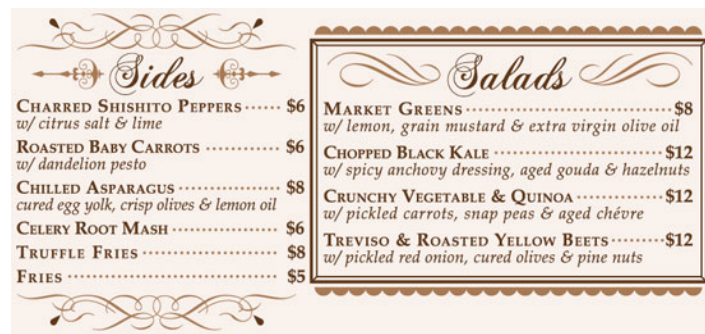 Sides
CHARRED SHISHITO PEPPERS ...... $6
w/ citrus salt & lime
ROASTED BABY CARROTS ...... $6
w/ dandelion pesto
CHILLED ASPARAGUS ...... $8
cured egg yolk, crisp olives & lemon oil
CELERY ROOT MASH ...... $6
TRUFFLE FRIES ...... $8
FRIES ...... $5
Salads
MARKET GREENS ...... $8
w/ lemon, grain mustard & extra virgin olive oil
CHOPPED BLACK KALE ...... $12
w/ spicy anchovy dressing, aged gouda & hazelnuts
CRUNCHY VEGETABLE & QUINOA ...... $12
w/ pickled carrots, snap peas & aged chévre
TREVISO & ROASTED YELLOW BEETS ...... $12
w/ pickled red onion, cured olives & pine nuts